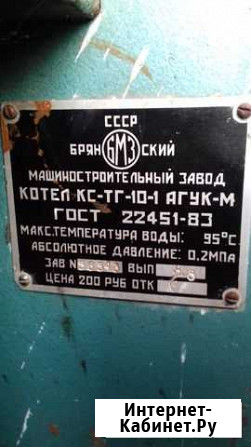 СССР
БРЯН БМЗ СКИЙ
МАШИНОСТРОИТЕЛЬНЫЙ ЗАВОД
КОТЕЛ КС-ТГ-10-1 АГУК-М
ГОСТ 22451-83
МАКС.ТЕМПЕРАТУРА ВОДЫ: 95°С
АБСОЛЮТНОЕ ДАВЛЕНИЕ: 0.2МПА
ЗАВ N ВЫП
ЦЕНА 200 РУБ ОТК
Интернет-
Кабинет.Ру